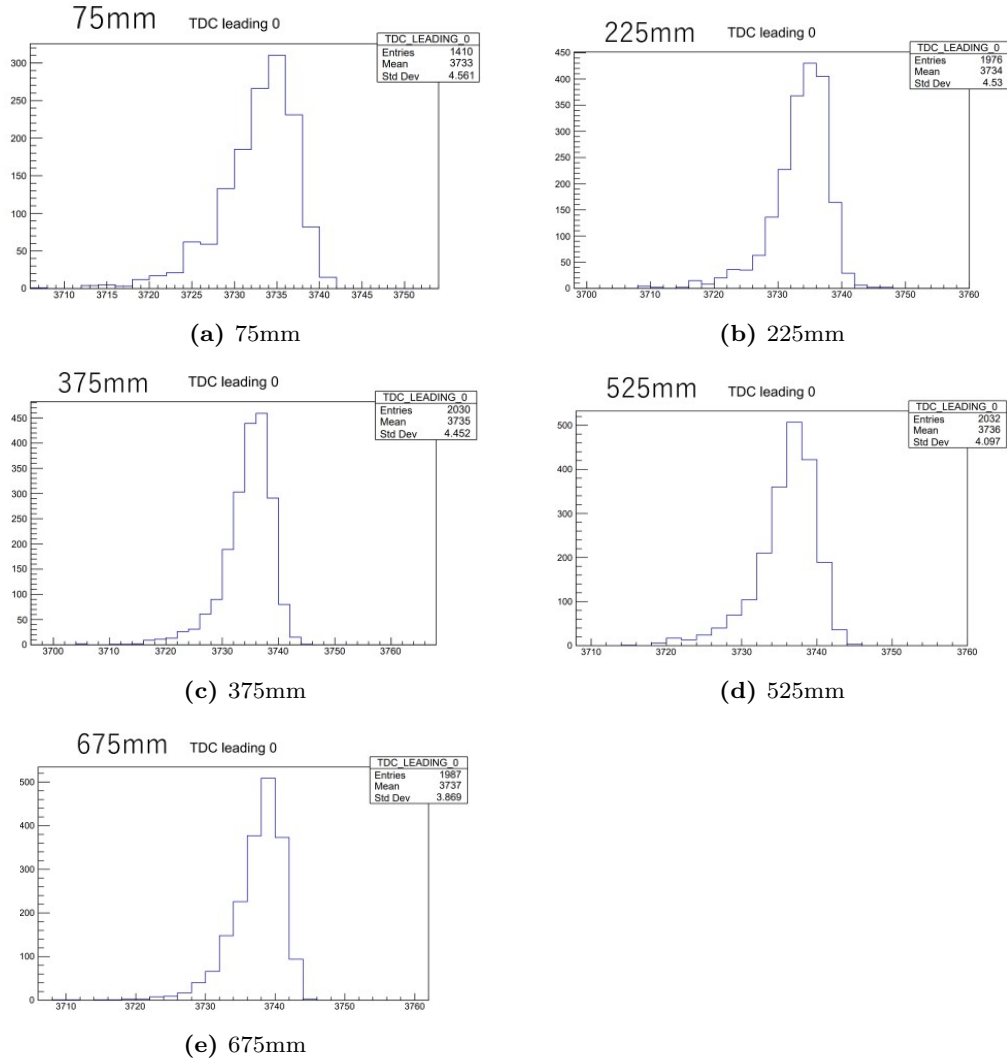 75mm TDC leading 0
TDC_LEADING_0
Entries 1410
Mean 3733
Std Dev 4.561
300
250
200
150
100
50
0
3710 3715 3720 3725 3730 3735 3740 3745 3750
(a) 75mm
225mm TDC leading 0
TDC_LEADING_0
Entries 1976
Mean 3734
Std Dev 4.53
450
400
350
300
250
200
150
100
50
0
3700 3710 3720 3730 3740 3750 3760
(b) 225mm
375mm TDC leading 0
TDC_LEADING_0
Entries 2030
Mean 3735
Std Dev 4.452
450
400
350
300
250
200
150
100
50
0
3700 3710 3720 3730 3740 3750 3760
(c) 375mm
525mm TDC leading 0
TDC_LEADING_0
Entries 2032
Mean 3736
Std Dev 4.097
500
400
300
200
100
0
3710 3720 3730 3740 3750 3760
(d) 525mm
675mm TDC leading 0
TDC_LEADING_0
Entries 1987
Mean 3737
Std Dev 3.869
500
400
300
200
100
0
3710 3720 3730 3740 3750 3760
(e) 675mm